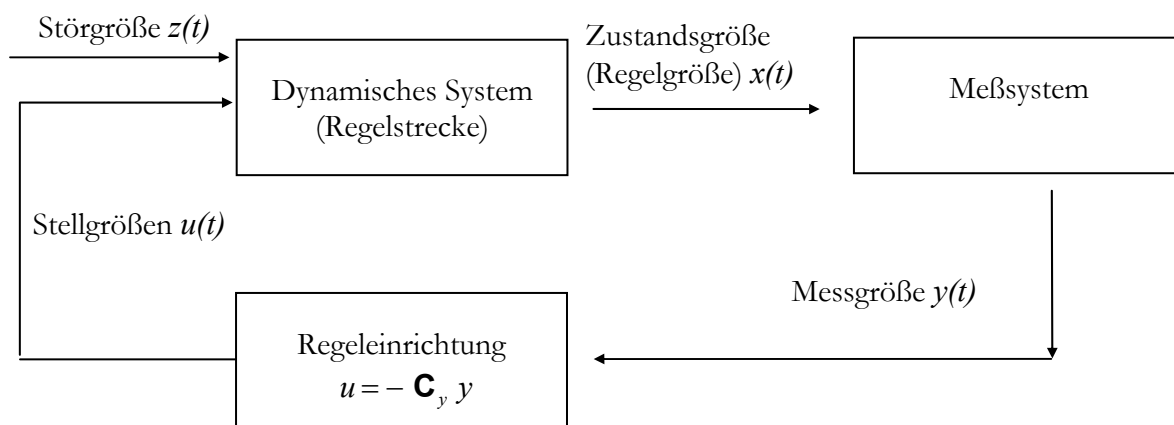 Störgröße z(t)
Dynamisches System
(Regelstrecke)
Zustandsgröße
(Regelgröße) x(t)
Meßsystem
Stellgrößen u(t)
Messgröße y(t)
Regeleinrichtung
u = − C_y y